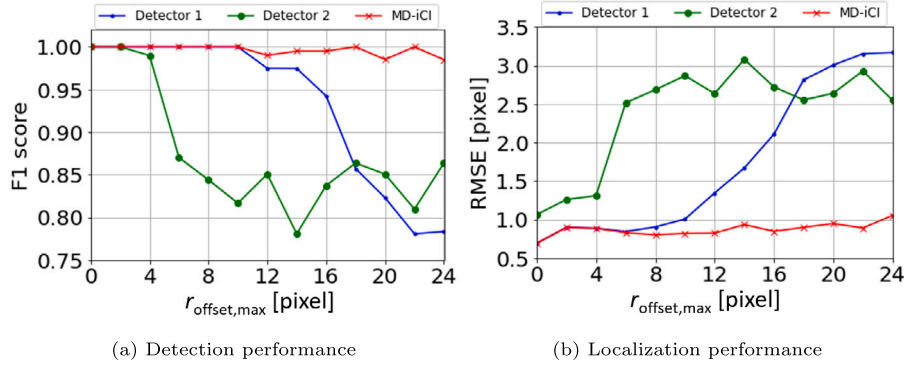 Detector 1 Detector 2 MD-iCI
1.00
0.95
0.90
0.85
0.80
0.75
F1 score
0 4 8 12 16 20 24
r_offset,max [pixel]
(a) Detection performance
Detector 1 Detector 2 MD-iCI
3.5
3.0
2.5
2.0
1.5
1.0
0.5
RMSE [pixel]
0 4 8 12 16 20 24
r_offset,max [pixel]
(b) Localization performance